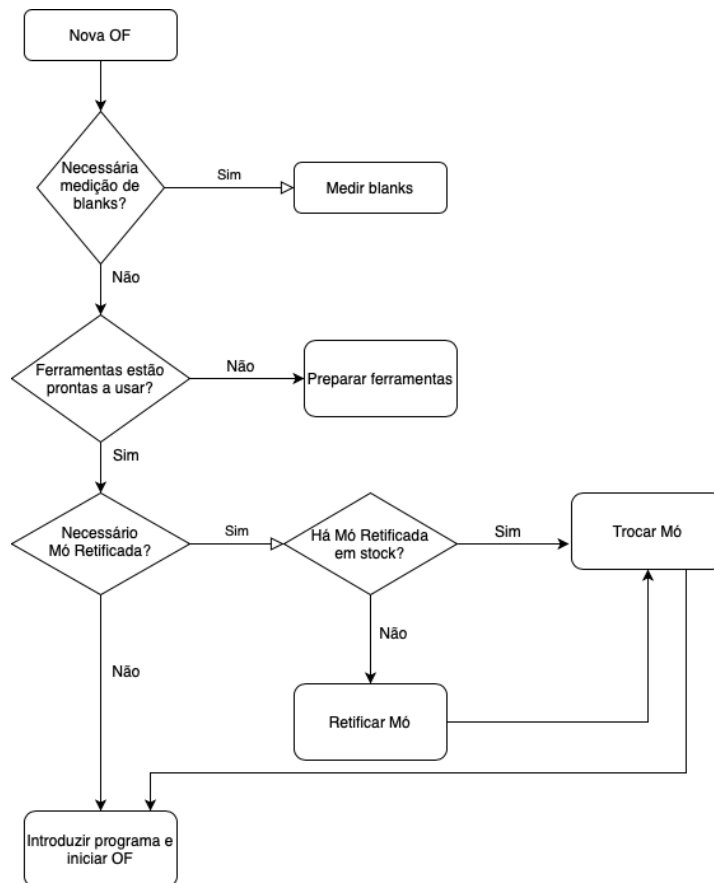 Nova OF
Necessária
medição de
blanks?
Sim
Medir blanks
Não
Ferramentas estão
prontas a usar?
Não
Preparar ferramentas
Sim
Necessário
Mó Retificada?
Sim
Há Mó Retificada
em stock?
Sim
Trocar Mó
Não
Não
Retificar Mó
Introduzir programa e
iniciar OF